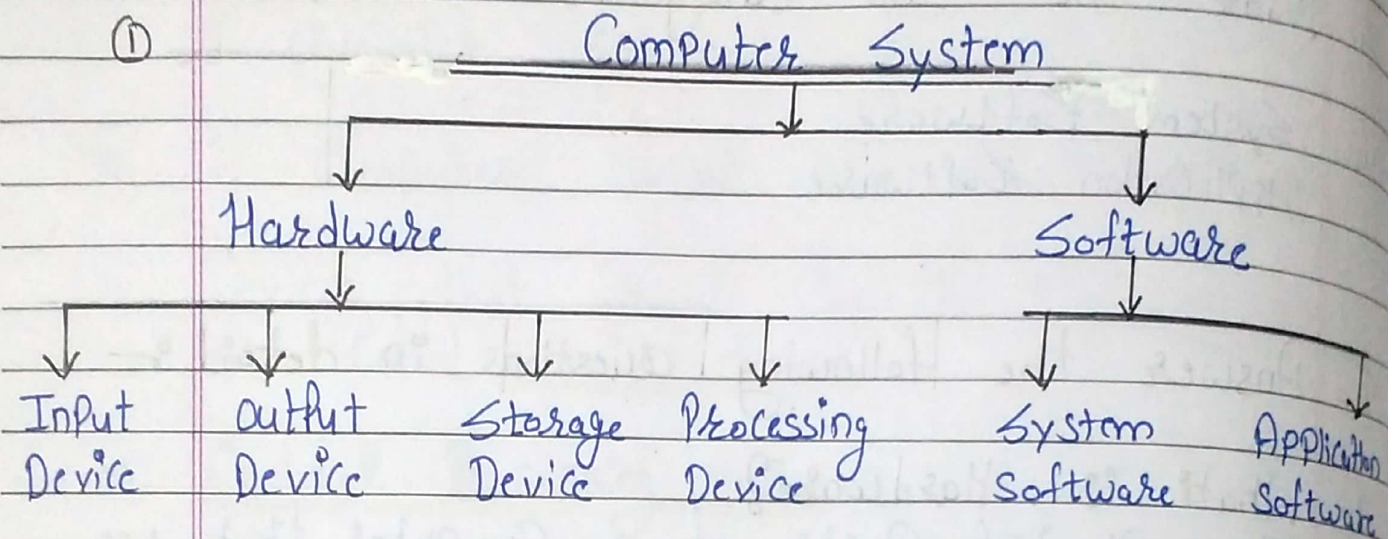 ① Computer System
Hardware Software
Input Output Storage Processing System Application
Device Device Device Device Software Software